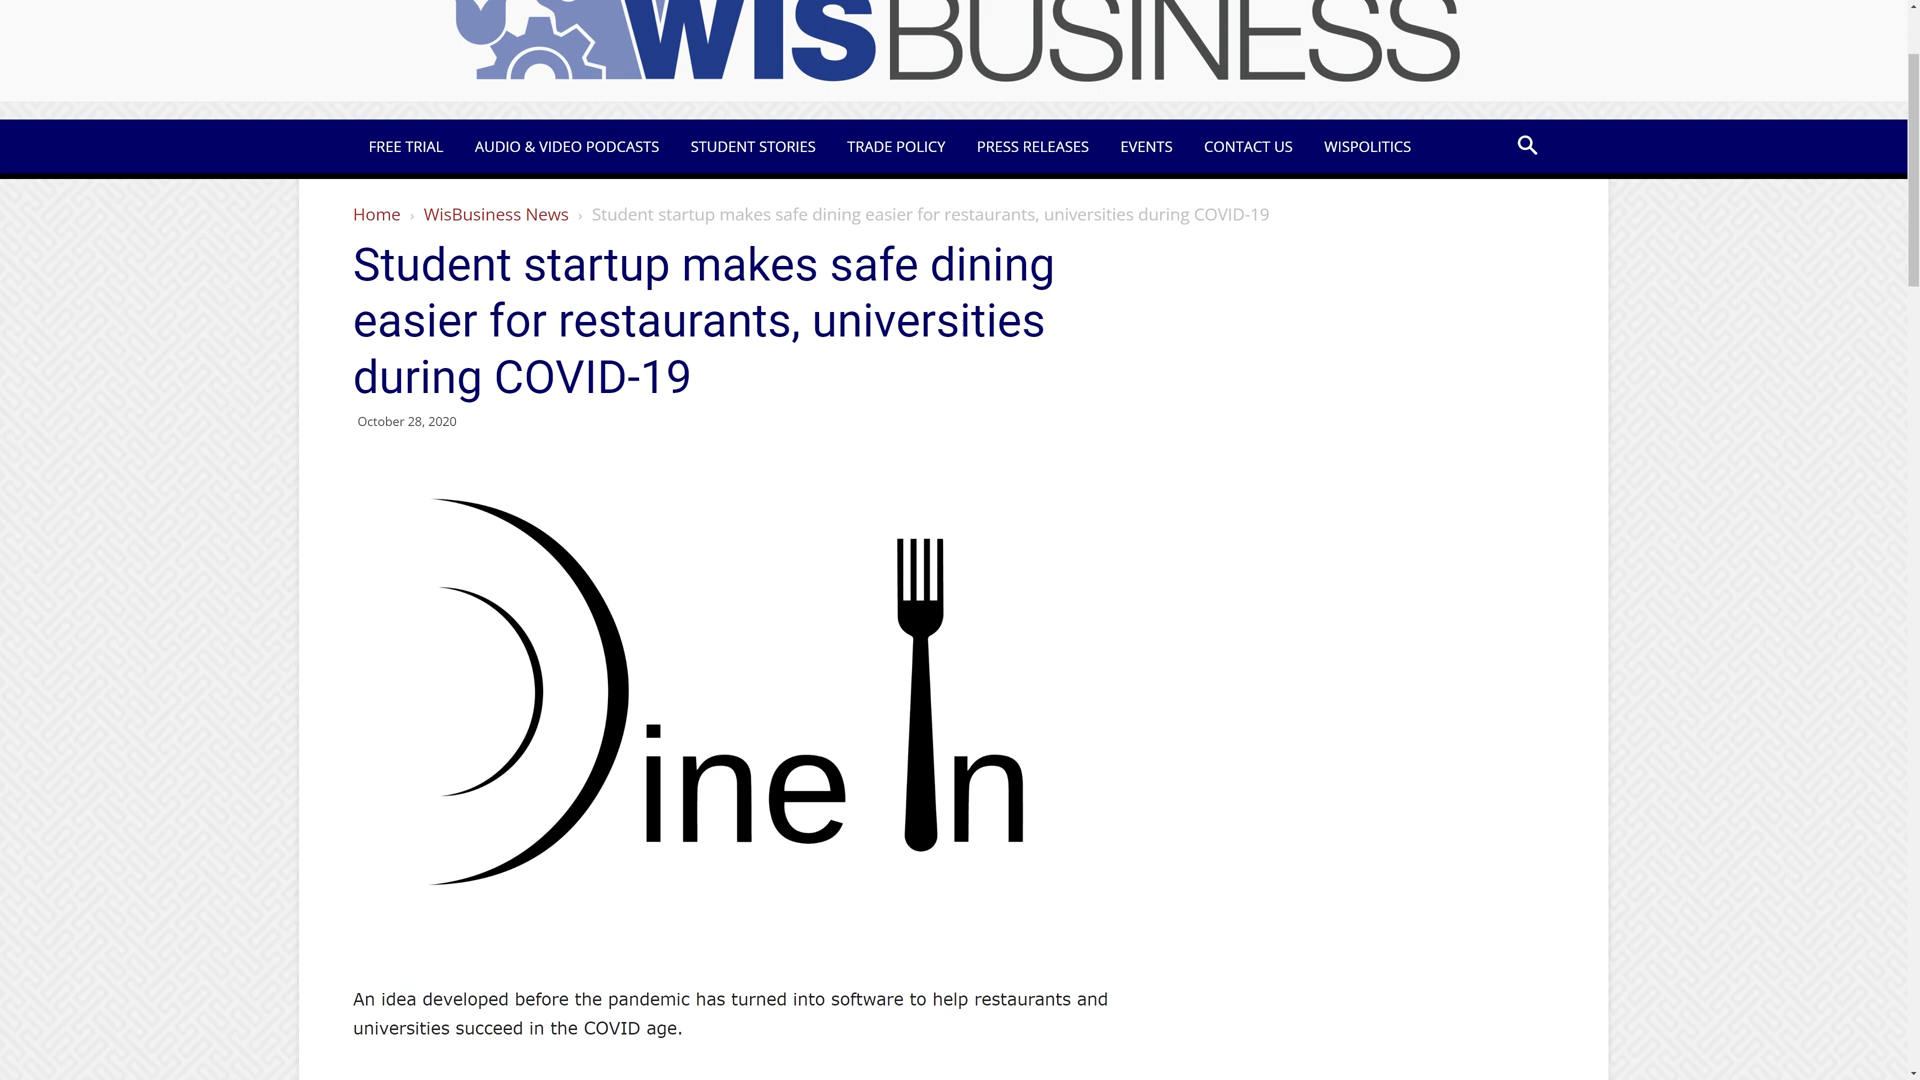 WISBUSINESS
FREE TRIAL AUDIO & VIDEO PODCASTS STUDENT STORIES TRADE POLICY PRESS RELEASES EVENTS CONTACT US WISPOLITICS
Home › WisBusiness News › Student startup makes safe dining easier for restaurants, universities during COVID-19
Student startup makes safe dining
easier for restaurants, universities
during COVID-19
October 28, 2020
Dine In
An idea developed before the pandemic has turned into software to help restaurants and
universities succeed in the COVID age.